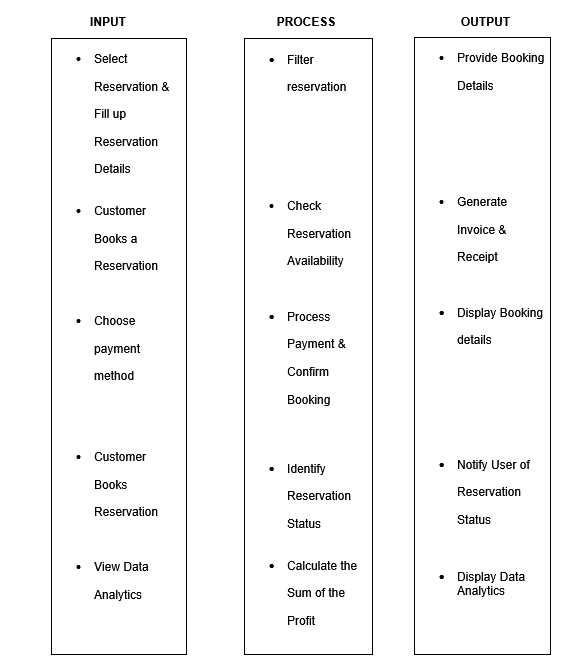 INPUT
• Select
Reservation &
Fill up
Reservation
Details
• Customer
Books a
Reservation
• Choose
payment
method
• Customer
Books
Reservation
• View Data
Analytics
PROCESS
• Filter
reservation
• Check
Reservation
Availability
• Process
Payment &
Confirm
Booking
• Identify
Reservation
Status
• Calculate the
Sum of the
Profit
OUTPUT
• Provide Booking
Details
• Generate
Invoice &
Receipt
• Display Booking
details
• Notify User of
Reservation
Status
• Display Data
Analytics